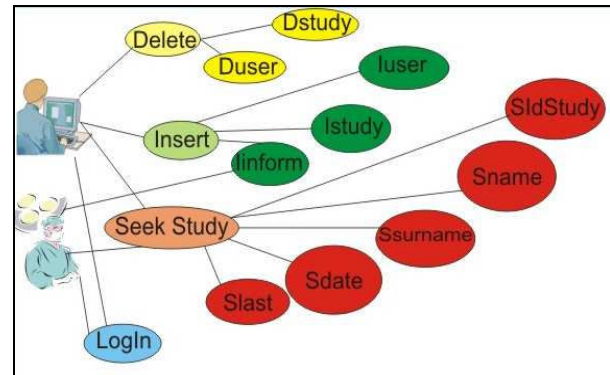 Dstudy
Delete
Duser
Iuser
SIdStudy
Istudy
Insert
Iinform
Sname
Seek Study
Ssurname
Sdate
Slast
LogIn